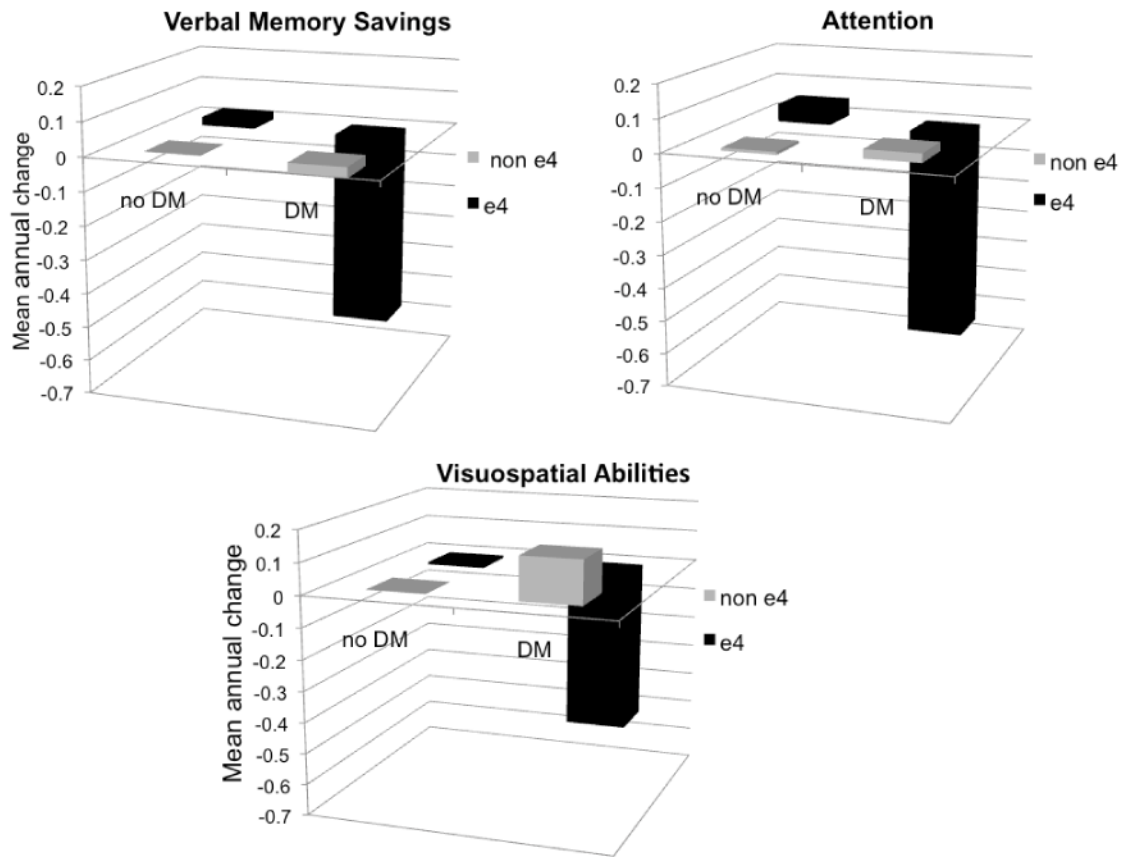 Verbal Memory Savings
Mean annual change
0.2
0.1
0
-0.1
-0.2
-0.3
-0.4
-0.5
-0.6
-0.7
no DM
DM
non e4
e4
Attention
0.2
0.1
0
-0.1
-0.2
-0.3
-0.4
-0.5
-0.6
-0.7
no DM
DM
non e4
e4
Visuospatial Abilities
Mean annual change
0.2
0.1
0
-0.1
-0.2
-0.3
-0.4
-0.5
-0.6
-0.7
no DM
DM
non e4
e4